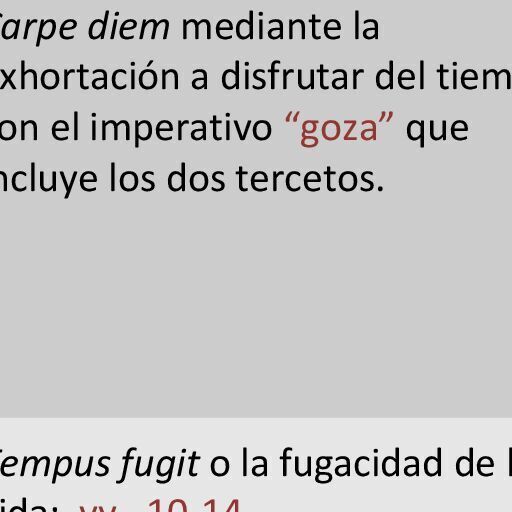 arpe diem mediante la
xhortación a disfrutar del tiem
on el imperativo “goza” que
ncluye los dos tercetos.
empus fugit o la fugacidad de l
ida: vv. 10-14